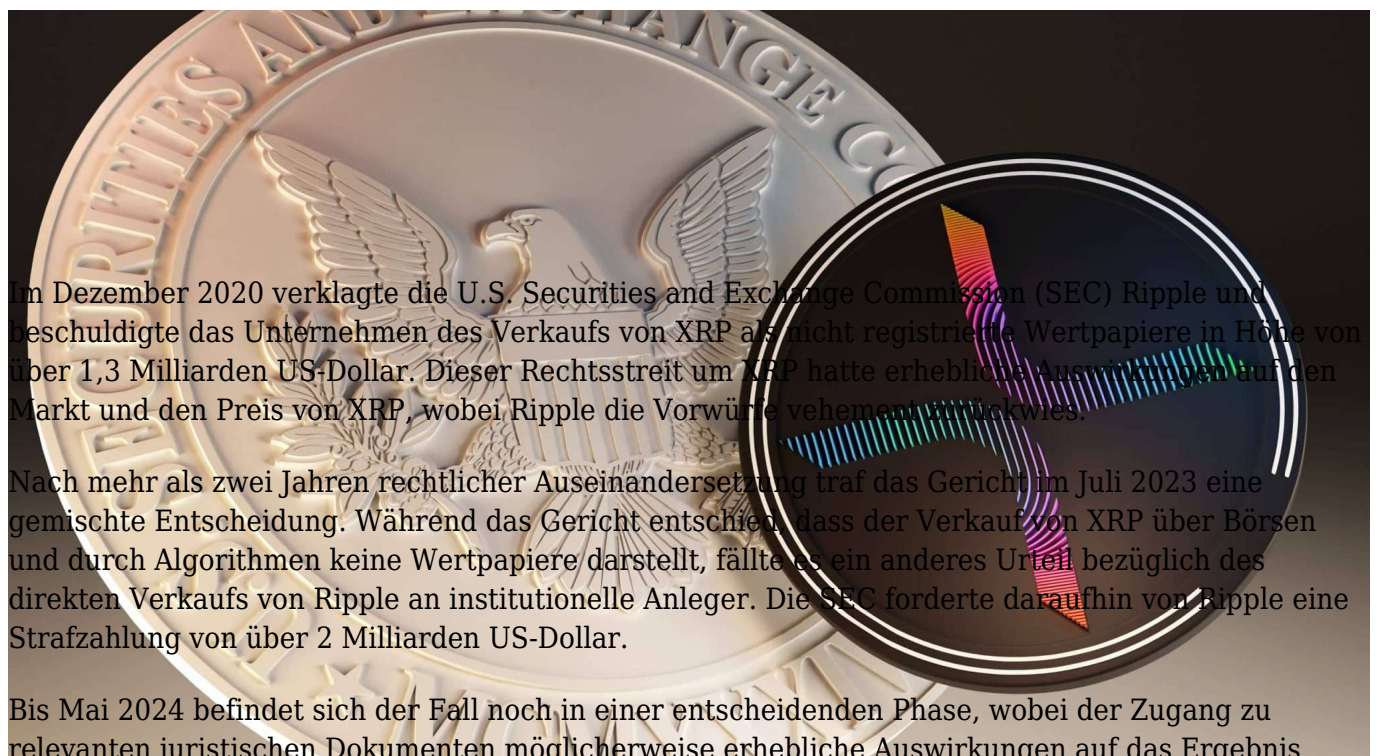 SECURITIES AND EXCHANGE CO
Im Dezember 2020 verklagte die U.S. Securities and Exchange Commission (SEC) Ripple und
beschuldigte das Unternehmen des Verkaufs von XRP als nicht registrierte Wertpapiere in Höhe von
über 1,3 Milliarden US-Dollar. Dieser Rechtsstreit um XRP hatte erhebliche Auswirkungen auf den
Markt und den Preis von XRP, wobei Ripple die Vorwürfe vehement zurückwies.
Nach mehr als zwei Jahren rechtlicher Auseinandersetzung traf das Gericht im Juli 2023 eine
gemischte Entscheidung. Während das Gericht entschied, dass der Verkauf von XRP über Börsen
und durch Algorithmen keine Wertpapiere darstellt, fällte es ein anderes Urteil bezüglich des
direkten Verkaufs von Ripple an institutionelle Anleger. Die SEC forderte daraufhin von Ripple eine
Strafzahlung von über 2 Milliarden US-Dollar.
Bis Mai 2024 befindet sich der Fall noch in einer entscheidenden Phase, wobei der Zugang zu
relevanten juristischen Dokumenten möglicherweise erhebliche Auswirkungen auf das Ergebnis